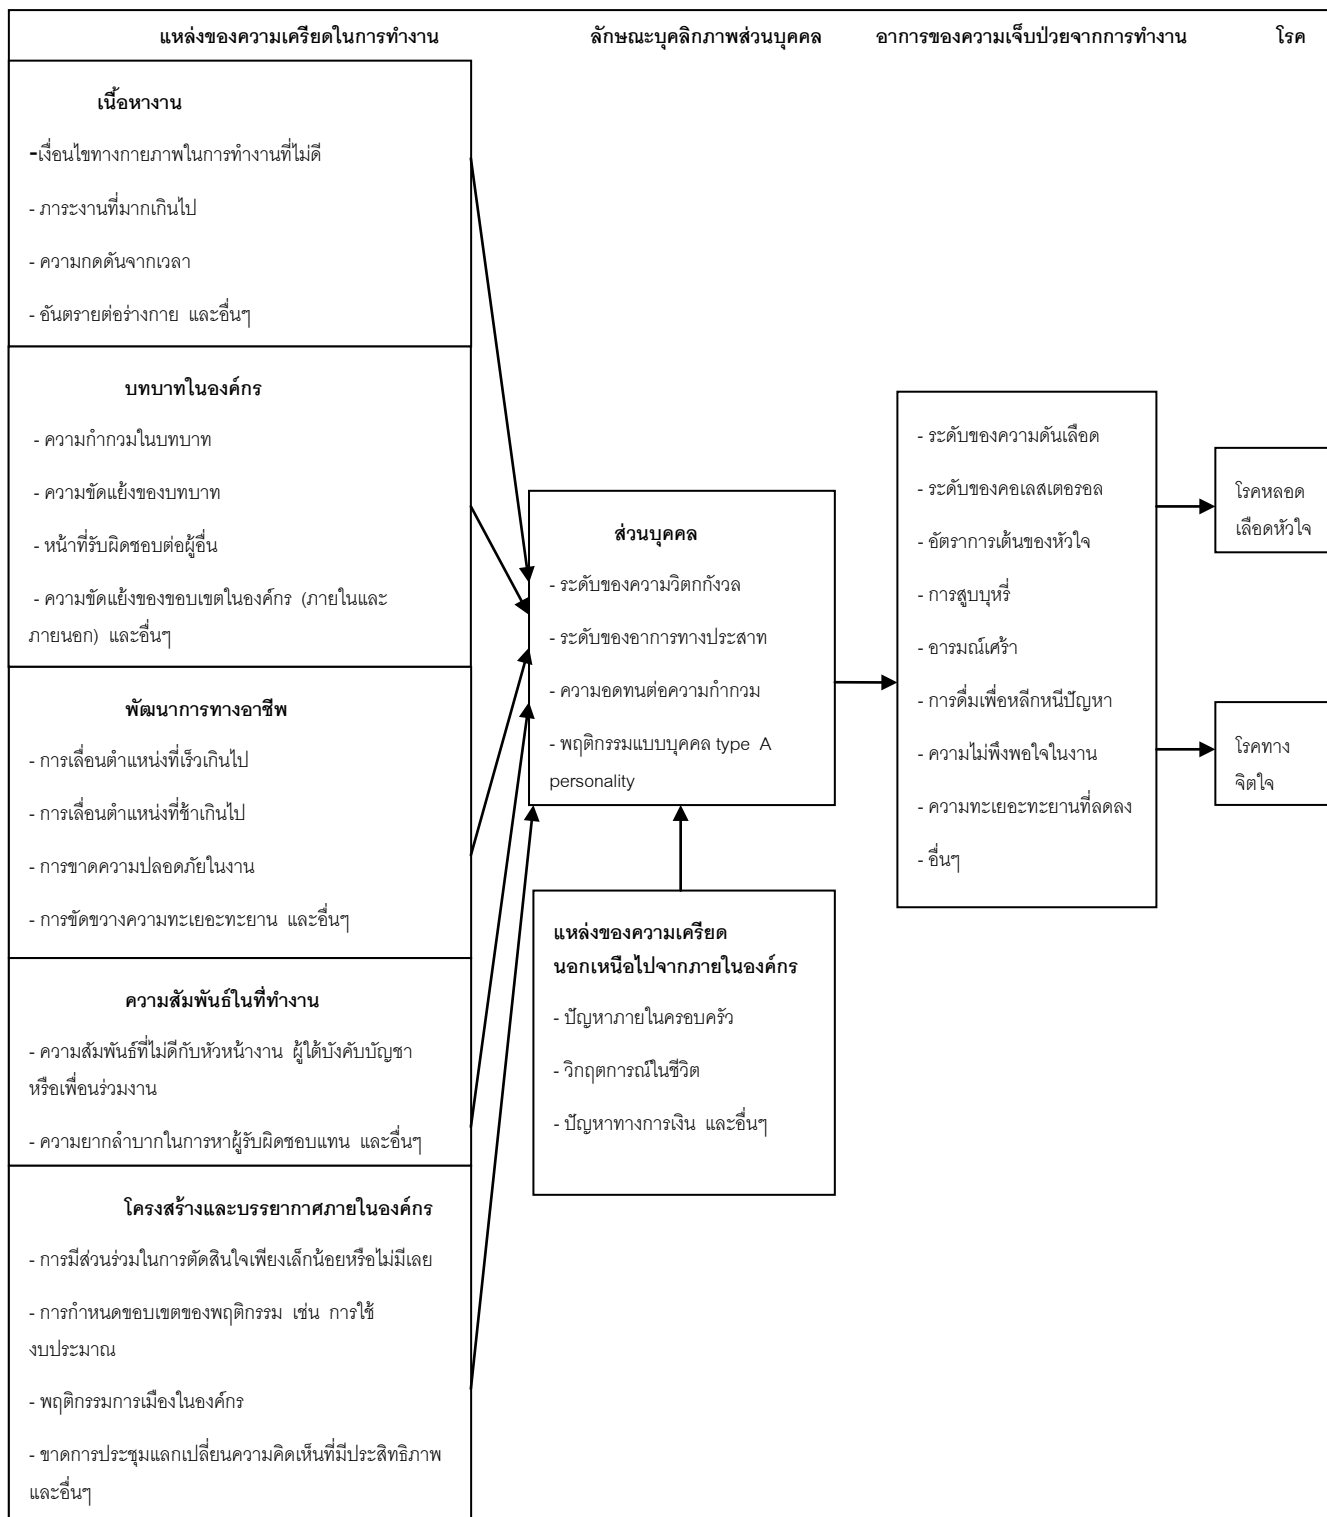 แหล่งของความเครียดในการทำงาน
ลักษณะบุคลิกภาพส่วนบุคคล
อาการของความเจ็บป่วยจากการทำงาน
โรค
เนื้อหางาน
-เงื่อนไขทางกายภาพในการทำงานที่ไม่ดี
- ภาระงานที่มากเกินไป
- ความกดดันจากเวลา
- อันตรายต่อร่างกาย และอื่นๆ
บทบาทในองค์กร
- ความกำกวมในบทบาท
- ความขัดแย้งของบทบาท
- หน้าที่รับผิดชอบต่อผู้อื่น
- ความขัดแย้งของขอบเขตในองค์กร (ภายในและ
ภายนอก) และอื่นๆ
พัฒนาการทางอาชีพ
- การเลื่อนตำแหน่งที่เร็วเกินไป
- การเลื่อนตำแหน่งที่ช้าเกินไป
- การขาดความปลอดภัยในงาน
- การขัดขวางความทะเยอะทะยาน และอื่นๆ
ความสัมพันธ์ในที่ทำงาน
- ความสัมพันธ์ที่ไม่ดีกับหัวหน้างาน ผู้ใต้บังคับบัญชา
หรือเพื่อนร่วมงาน
- ความยากลำบากในการหาผู้รับผิดชอบแทน และอื่นๆ
โครงสร้างและบรรยากาศภายในองค์กร
- การมีส่วนร่วมในการตัดสินใจเพียงเล็กน้อยหรือไม่มีเลย
- การกำหนดขอบเขตของพฤติกรรม เช่น การใช้
งบประมาณ
- พฤติกรรมการเมืองในองค์กร
- ขาดการประชุมแลกเปลี่ยนความคิดเห็นที่มีประสิทธิภาพ
และอื่นๆ
ส่วนบุคคล
- ระดับของความวิตกกังวล
- ระดับของอาการทางประสาท
- ความอดทนต่อความกำกวม
- พฤติกรรมแบบบุคคล type A
personality
แหล่งของความเครียด
นอกเหนือไปจากภายในองค์กร
- ปัญหาภายในครอบครัว
- วิกฤตการณ์ในชีวิต
- ปัญหาทางการเงิน และอื่นๆ
- ระดับของความดันเลือด
- ระดับของคอเลสเตอรอล
- อัตราการเต้นของหัวใจ
- การสูบบุหรี่
- อารมณ์เศร้า
- การดื่มเพื่อหลีกหนีปัญหา
- ความไม่พึงพอใจในงาน
- ความทะเยอะทะยานที่ลดลง
- อื่นๆ
โรคหลอด
เลือดหัวใจ
โรคทาง
จิตใจ